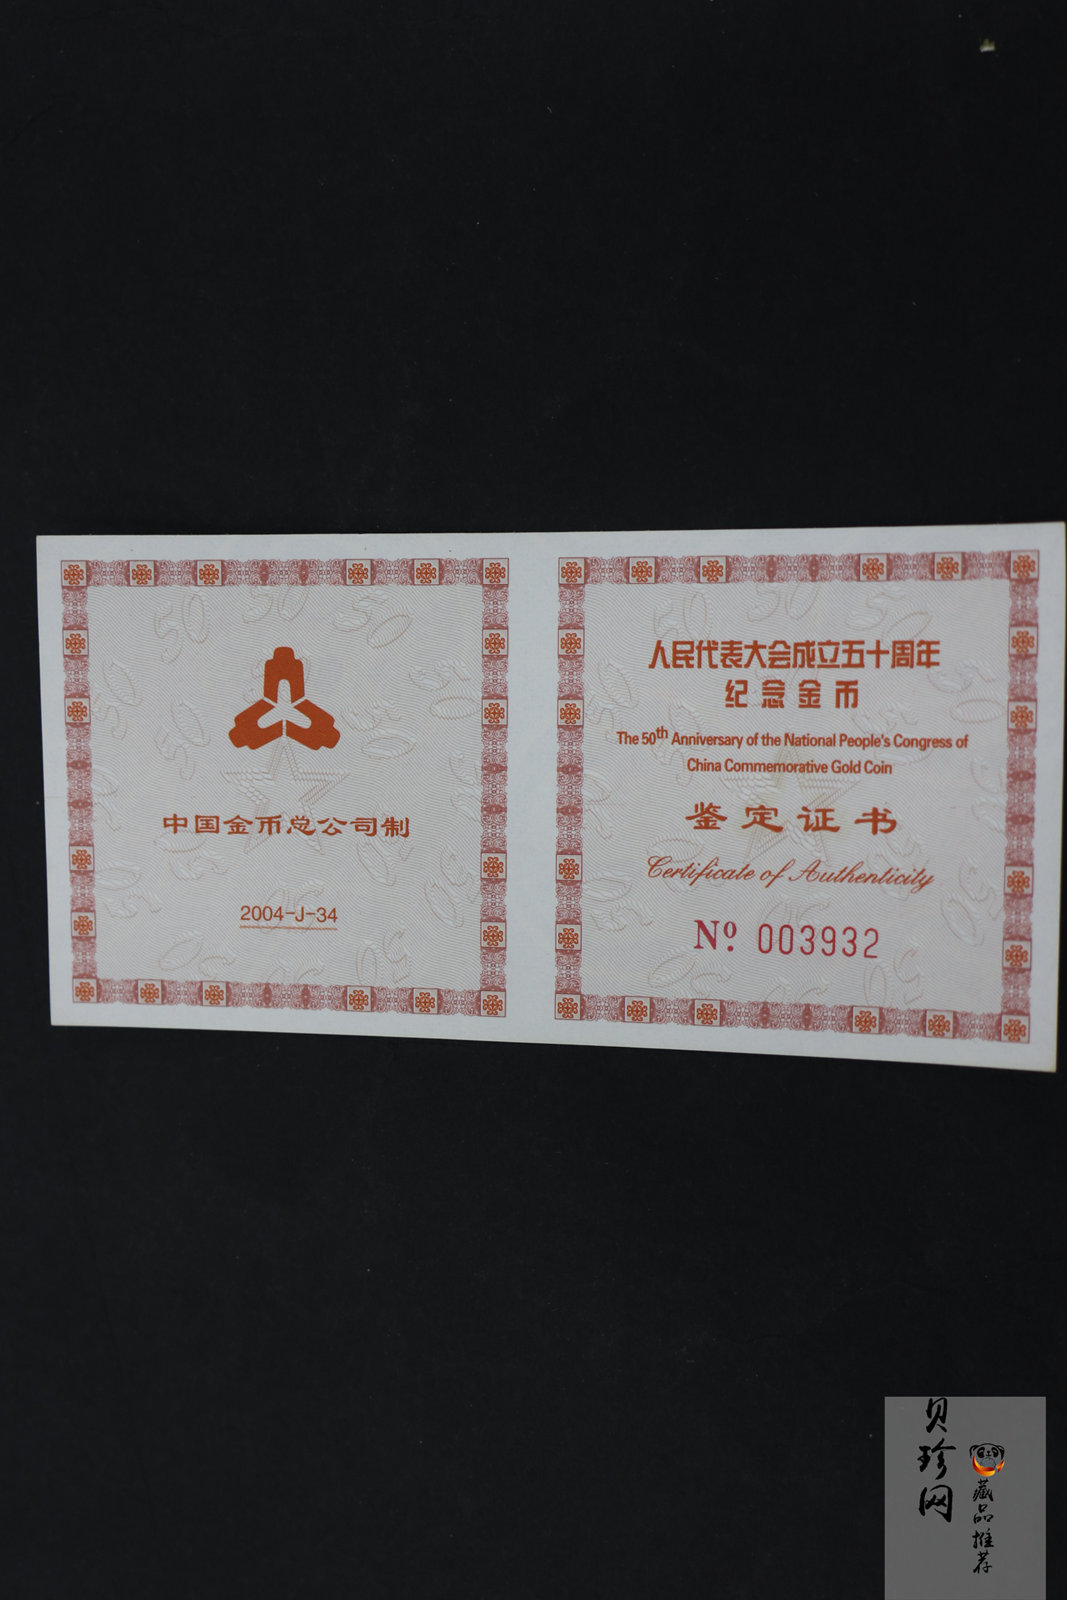 中国金币总公司制
2004-J-34
人民代表大会成立五十周年
纪念金币
The 50th Anniversary of the National People's Congress of
China Commemorative Gold Coin
鉴定证书
Certificate of Authenticity
Nº 003932
贝珍网
藏品推荐